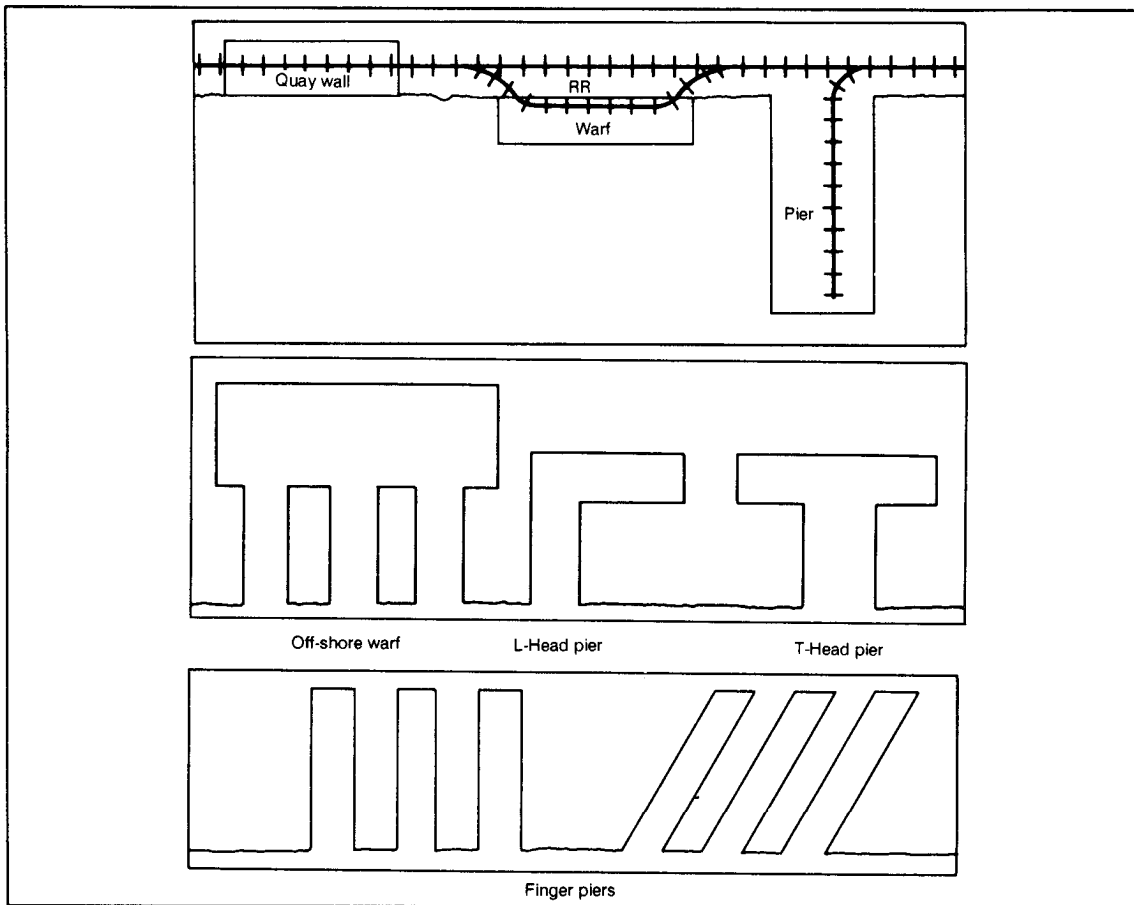 Quay wall
RR
Warf
Pier
Off-shore warf
L-Head pier
T-Head pier
Finger piers